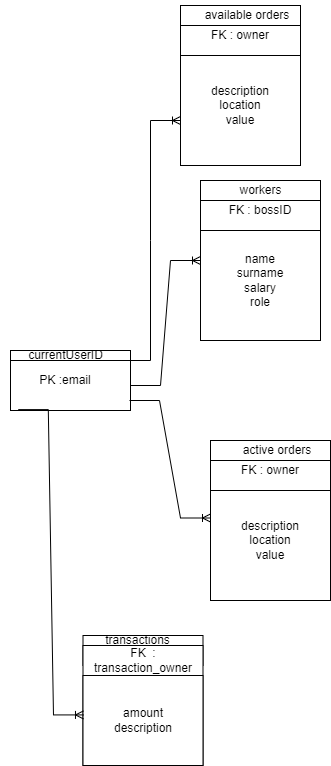 available orders
FK : owner
description
location
value
workers
FK : bossID
name
surname
salary
role
currentUserID
PK :email
active orders
FK : owner
description
location
value
transactions
FK :
transaction_owner
amount
description